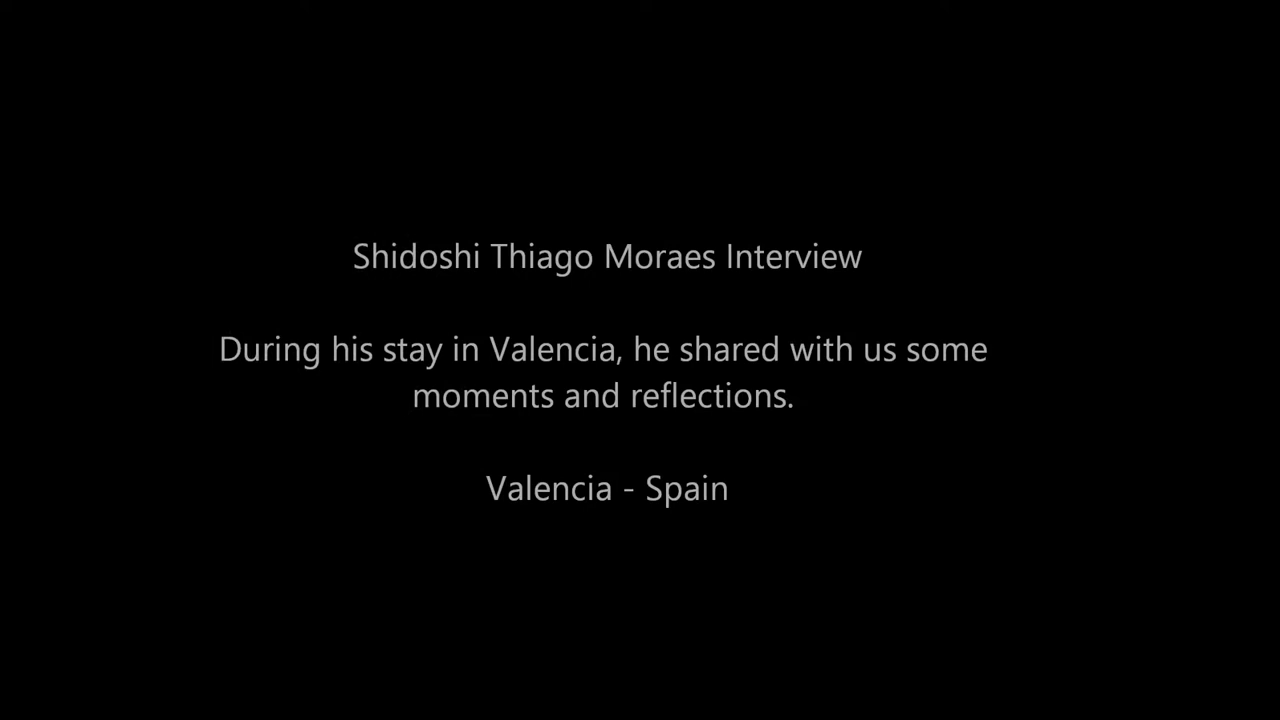 Shidoshi Thiago Moraes Interview
During his stay in Valencia, he shared with us some
moments and reflections.
Valencia - Spain